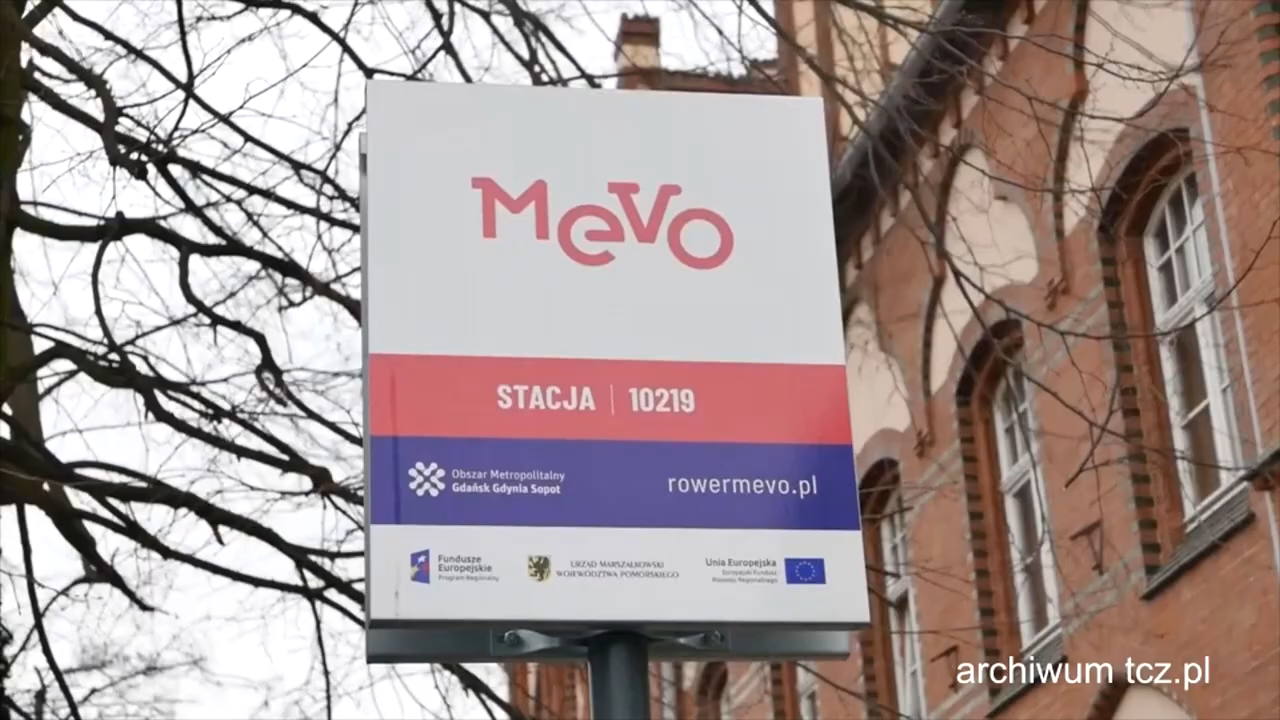 MEVO
STACJA | 10219
Obszar Metropolitalny
Gdańsk Gdynia Sopot
rowermevo.pl
Fundusze
Europejskie
Program Regionalny
URZĄD MARSZAŁKOWSKI
WOJEWÓDZTWA POMORSKIEGO
Unia Europejska
Europejski Fundusz
Rozwoju Regionalnego
archiwum tcz.pl